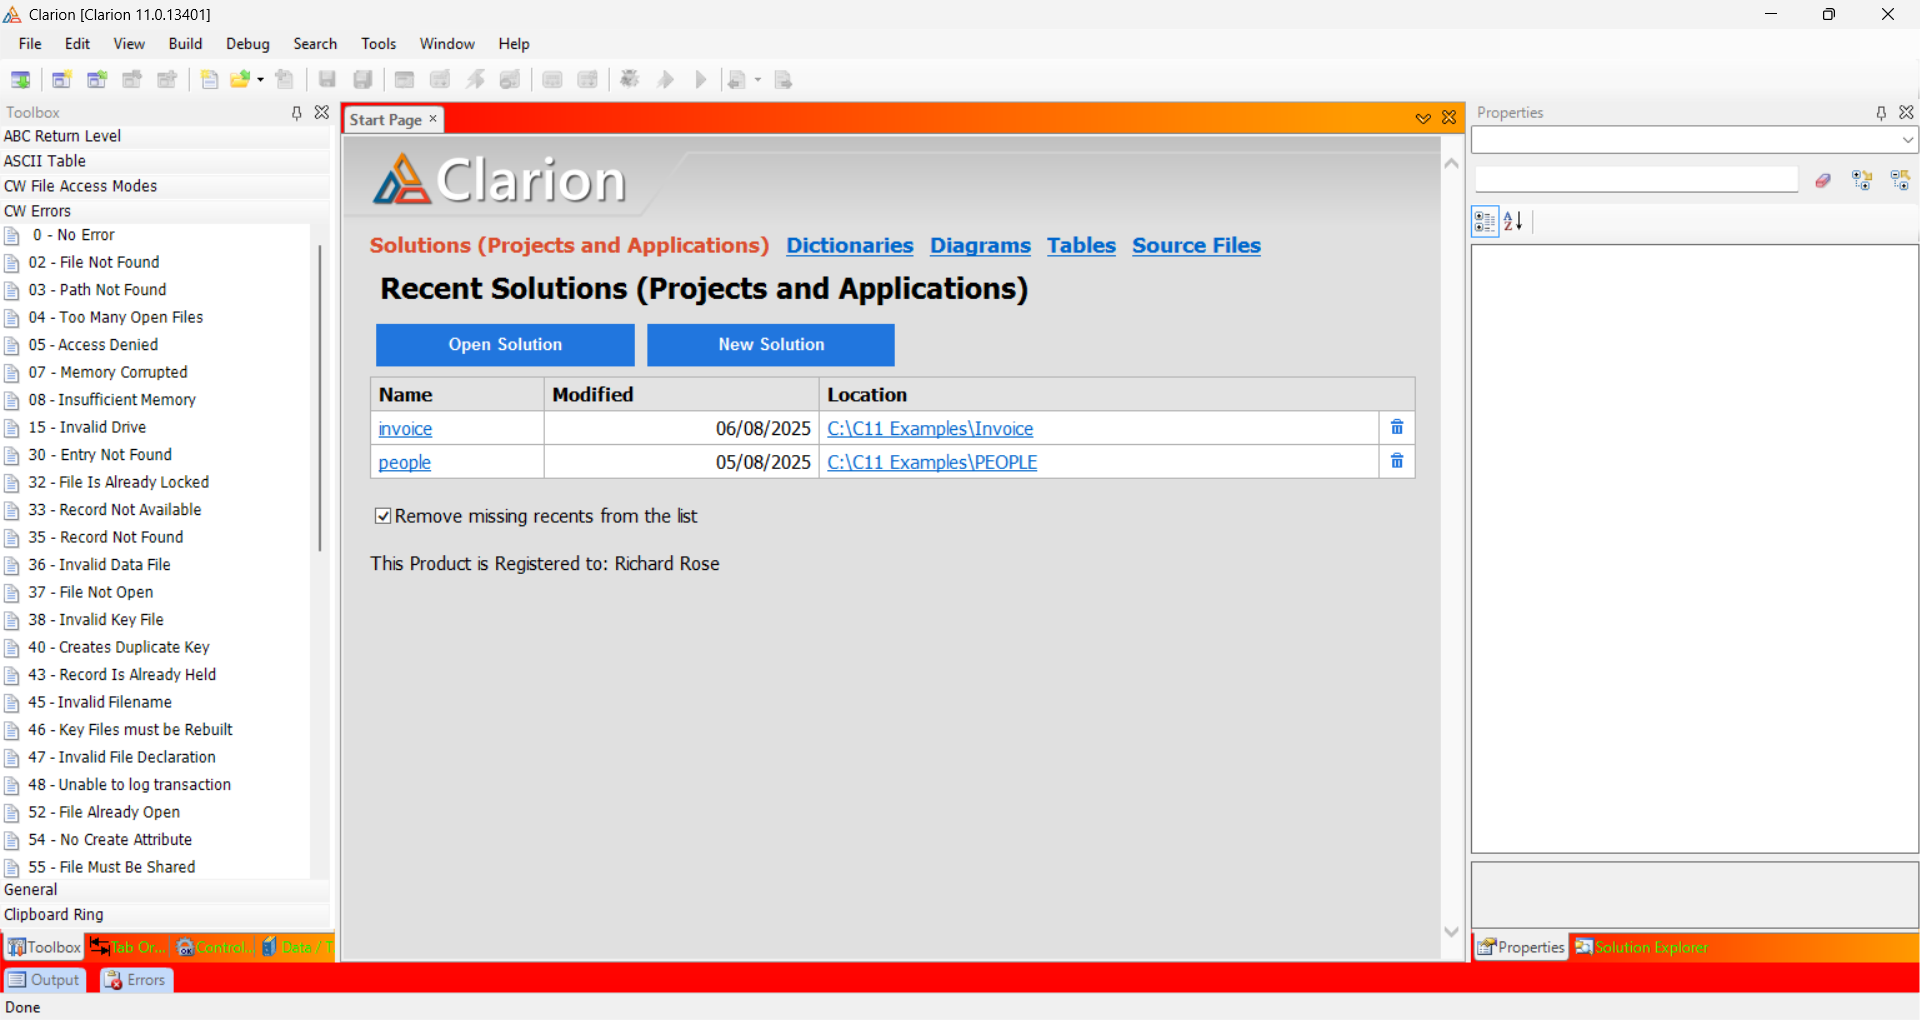 Clarion [Clarion 11.0.13401]
File Edit View Build Debug Search Tools Window Help
Toolbox
ABC Return Level
ASCII Table
CW File Access Modes
CW Errors
0 - No Error
02 - File Not Found
03 - Path Not Found
04 - Too Many Open Files
05 - Access Denied
07 - Memory Corrupted
08 - Insufficient Memory
15 - Invalid Drive
30 - Entry Not Found
32 - File Is Already Locked
33 - Record Not Available
35 - Record Not Found
36 - Invalid Data File
37 - File Not Open
38 - Invalid Key File
40 - Creates Duplicate Key
43 - Record Is Already Held
45 - Invalid Filename
46 - Key Files must be Rebuilt
47 - Invalid File Declaration
48 - Unable to log transaction
52 - File Already Open
54 - No Create Attribute
55 - File Must Be Shared
General
Clipboard Ring
Toolbox Tab Or... Control... Data / T
Start Page
Clarion
Solutions (Projects and Applications) Dictionaries Diagrams Tables Source Files
Recent Solutions (Projects and Applications)
Open Solution New Solution
Name Modified Location
invoice 06/08/2025 C:\C11 Examples\Invoice
people 05/08/2025 C:\C11 Examples\PEOPLE
Remove missing recents from the list
This Product is Registered to: Richard Rose
Properties
Properties Solution Explorer
Output Errors
Done